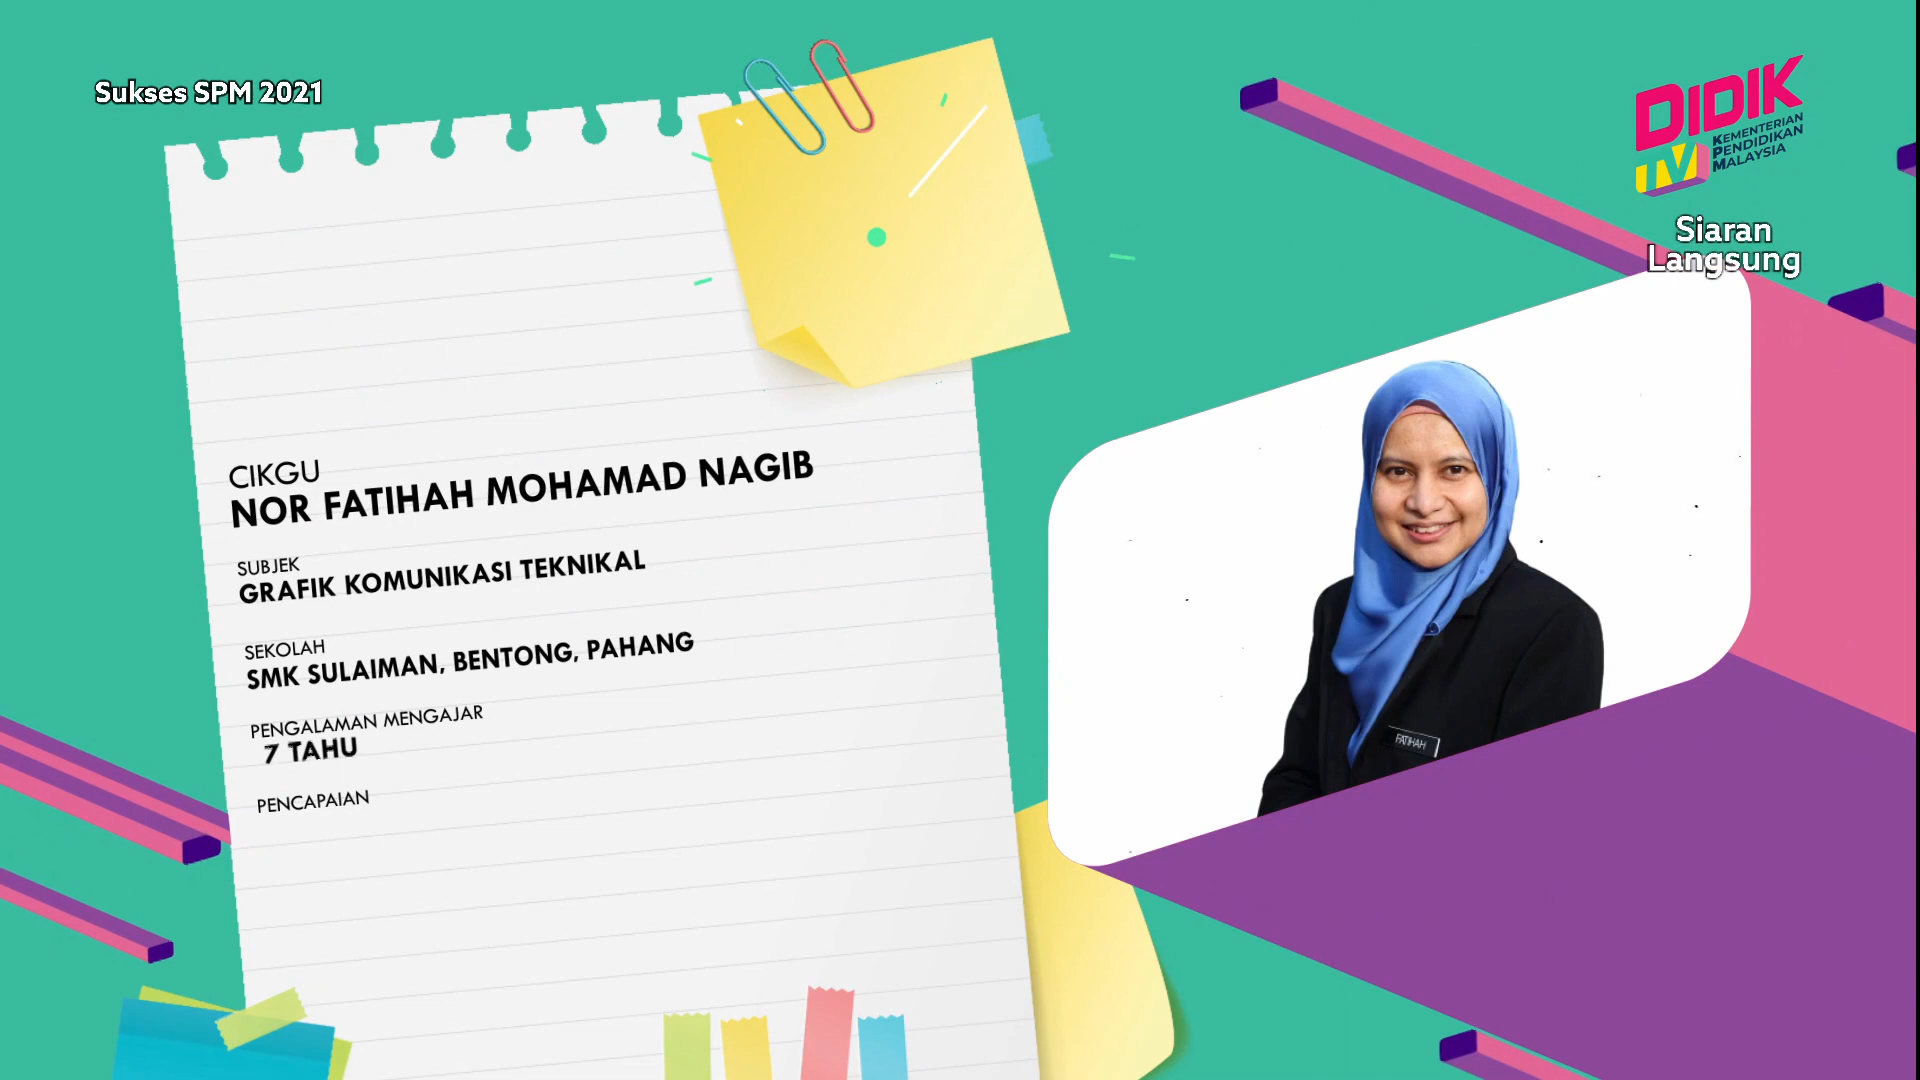 Sukses SPM 2021
DIDIK
TV
KEMENTERIAN
PENDIDIKAN
MALAYSIA
Siaran
Langsung
CIKGU
NOR FATIHAH MOHAMAD NAGIB
SUBJEK
GRAFIK KOMUNIKASI TEKNIKAL
SEKOLAH
SMK SULAIMAN, BENTONG, PAHANG
PENGALAMAN MENGAJAR
7 TAHU
PENCAPAIAN
FATIHAH